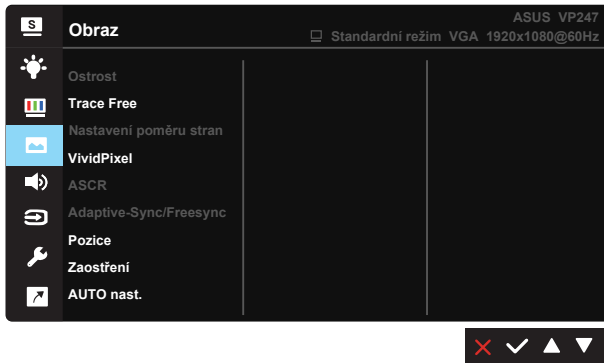 S
Obraz
ASUS VP247
Standardní režim VGA 1920x1080@60Hz
Ostrost
Trace Free
Nastavení poměru stran
VividPixel
ASCR
Adaptive-Sync/Freesync
Pozice
Zaostření
AUTO nast.